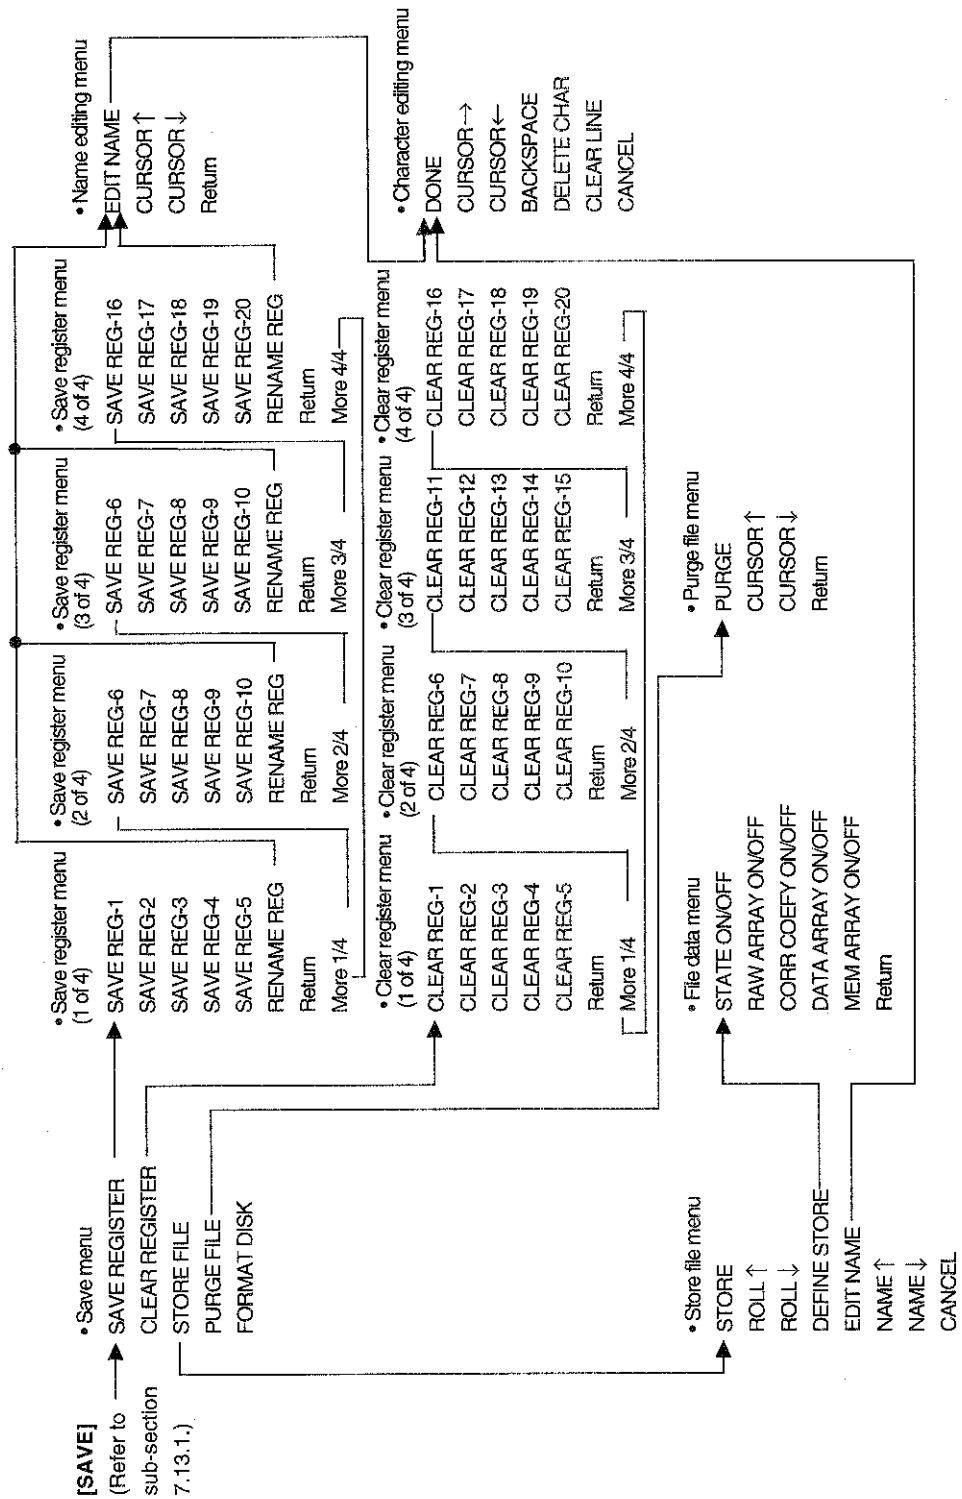 [SAVE]
(Refer to
sub-section
7.13.1.)
• Save menu
SAVE REGISTER
CLEAR REGISTER
STORE FILE
PURGE FILE
FORMAT DISK
• Save register menu
(1 of 4)
SAVE REG-1
SAVE REG-2
SAVE REG-3
SAVE REG-4
SAVE REG-5
RENAME REG
Return
More 1/4
• Save register menu
(2 of 4)
SAVE REG-6
SAVE REG-7
SAVE REG-8
SAVE REG-9
SAVE REG-10
RENAME REG
Return
More 2/4
• Save register menu
(3 of 4)
SAVE REG-6
SAVE REG-7
SAVE REG-8
SAVE REG-9
SAVE REG-10
RENAME REG
Return
More 3/4
• Save register menu
(4 of 4)
SAVE REG-16
SAVE REG-17
SAVE REG-18
SAVE REG-19
SAVE REG-20
RENAME REG
Return
More 4/4
• Name editing menu
EDIT NAME
CURSOR↑
CURSOR↓
Return
• Clear register menu
(1 of 4)
CLEAR REG-1
CLEAR REG-2
CLEAR REG-3
CLEAR REG-4
CLEAR REG-5
Return
More 1/4
• Clear register menu
(2 of 4)
CLEAR REG-6
CLEAR REG-7
CLEAR REG-8
CLEAR REG-9
CLEAR REG-10
Return
More 2/4
• Clear register menu
(3 of 4)
CLEAR REG-11
CLEAR REG-12
CLEAR REG-13
CLEAR REG-14
CLEAR REG-15
Return
More 3/4
• Clear register menu
(4 of 4)
CLEAR REG-16
CLEAR REG-17
CLEAR REG-18
CLEAR REG-19
CLEAR REG-20
Return
More 4/4
• Character editing menu
DONE
CURSOR→
CURSOR←
BACKSPACE
DELETE CHAR
CLEAR LINE
CANCEL
• Store file menu
STORE
ROLL↑
ROLL↓
DEFINE STORE
EDIT NAME
NAME↑
NAME↓
CANCEL
• File data menu
STATE ON/OFF
RAW ARRAY ON/OFF
CORR COEFY ON/OFF
DATA ARRAY ON/OFF
MEM ARRAY ON/OFF
Return
• Purge file menu
PURGE
CURSOR↑
CURSOR↓
Return